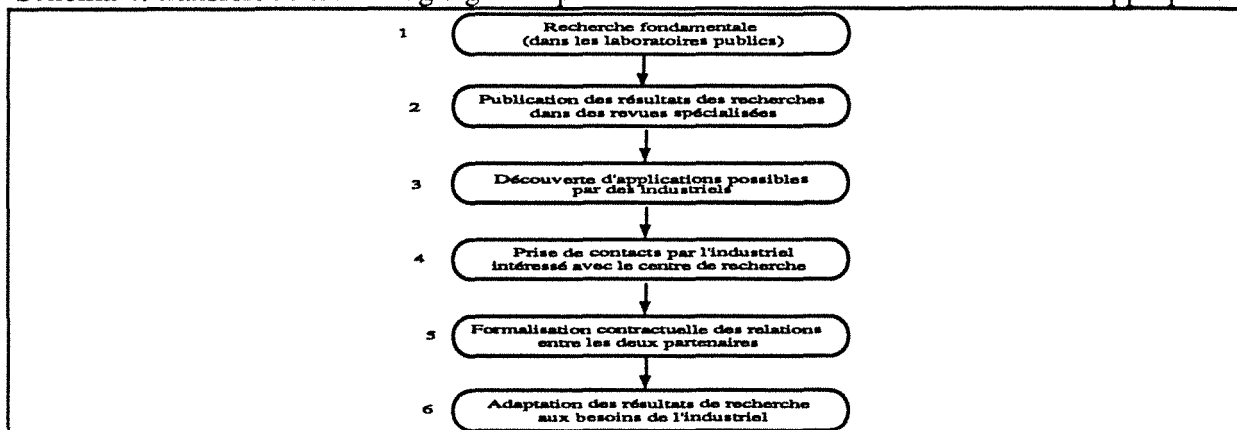 1 Recherche fondamentale
(dans les laboratoires publics)
2 Publication des résultats des recherches
dans des revues spécialisées
3 Découverte d'applications possibles
par des industriels
4 Prise de contacts par l'industriel
intéressé avec le centre de recherche
5 Formalisation contractuelle des relations
entre les deux partenaires
6 Adaptation des résultats de recherche
aux besoins de l'industriel